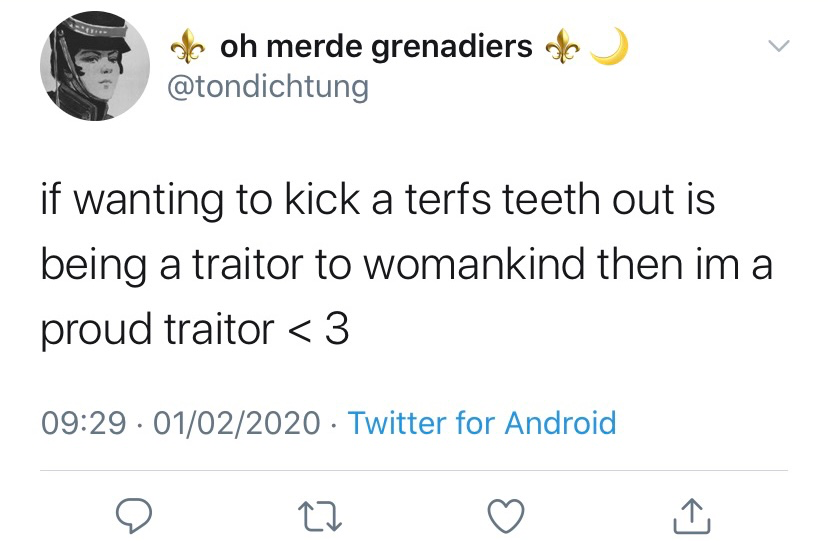 ⚜️ oh merde grenadiers ⚜️🌙
@tondichtung
if wanting to kick a terfs teeth out is
being a traitor to womankind then im a
proud traitor < 3
09:29 · 01/02/2020 · Twitter for Android